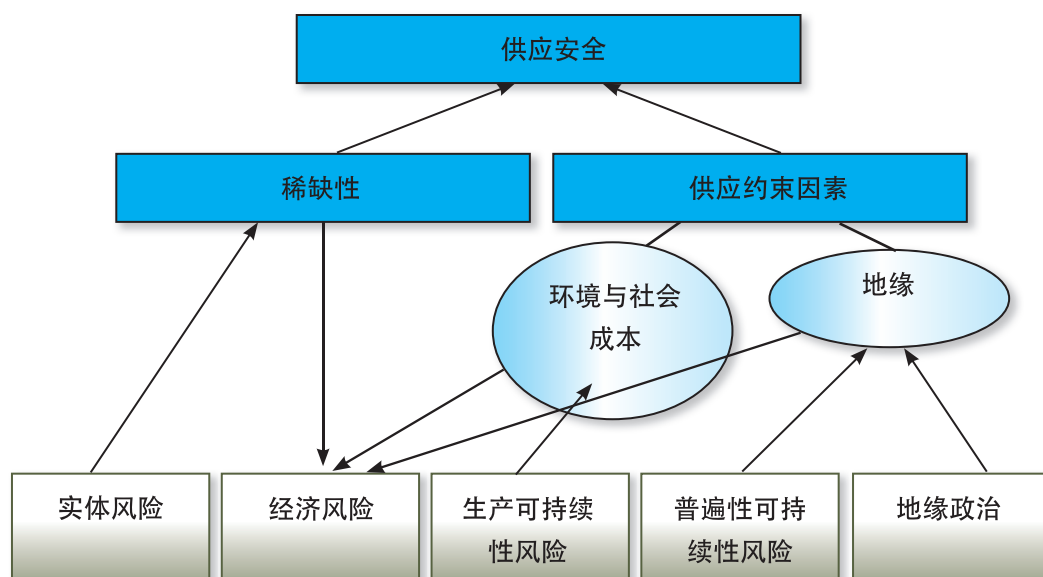 供应安全
稀缺性
供应约束因素
环境与社会
成本
地缘
实体风险
经济风险
生产可持续
性风险
普遍性可持
续性风险
地缘政治